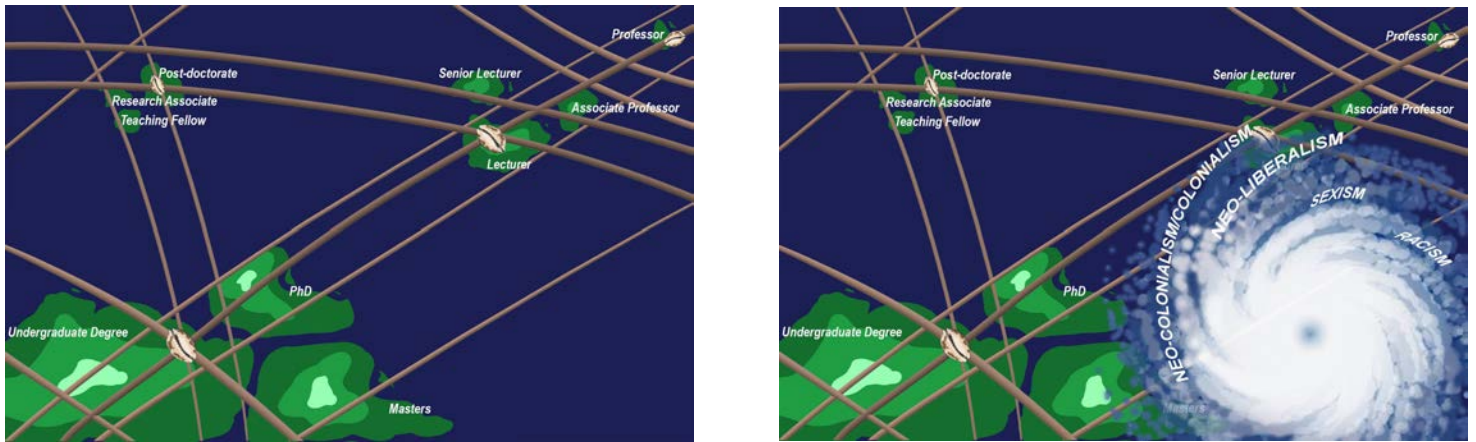 Professor
Post-doctorate
Senior Lecturer
Research Associate
Associate Professor
Teaching Fellow
Lecturer
PhD
Undergraduate Degree
Masters
Professor
Post-doctorate
Senior Lecturer
Research Associate
Associate Professor
Teaching Fellow
NEO-COLONIALISM/COLONIALISM
NEO-LIBERALISM
SEXISM
RACISM
PhD
Undergraduate Degree
Masters